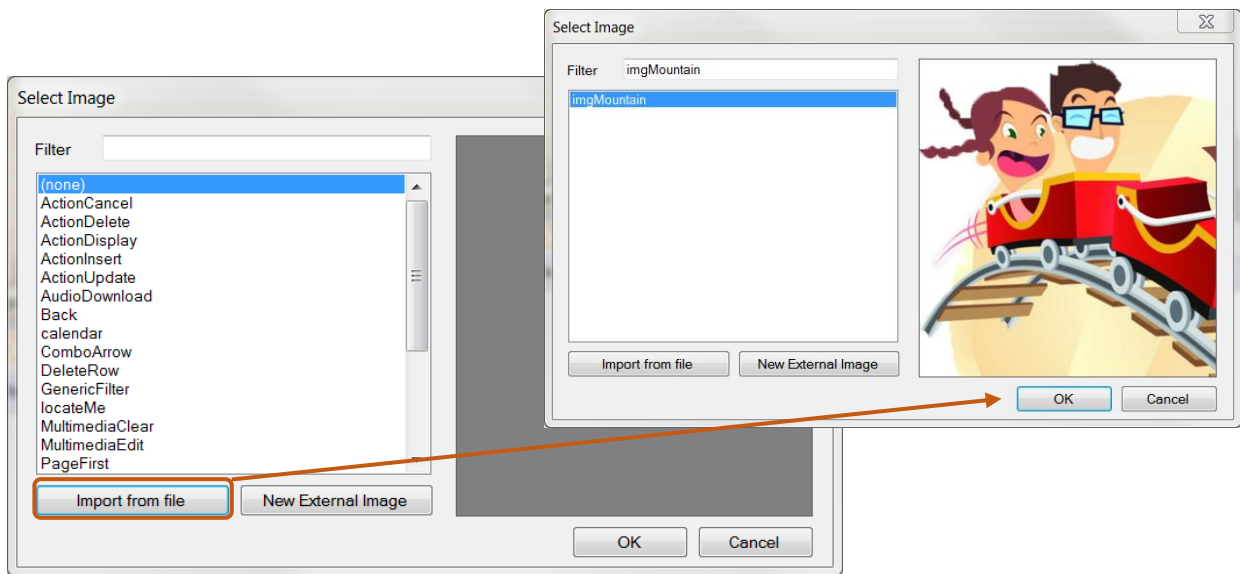 Select Image
Filter
(none)
ActionCancel
ActionDelete
ActionDisplay
ActionInsert
ActionUpdate
AudioDownload
Back
calendar
ComboArrow
DeleteRow
GenericFilter
locateMe
MultimediaClear
MultimediaEdit
PageFirst
Import from file New External Image
OK Cancel
Select Image
Filter imgMountain
imgMountain
Import from file New External Image
OK Cancel